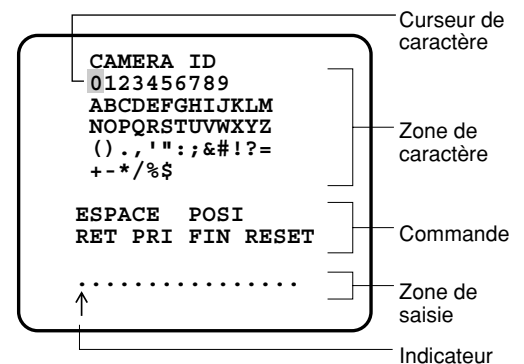 CAMERA ID
0123456789
ABCDEFGHIJKLM
NOPQRSTUVWXYZ
().,'":;&#!?=
+-*/%$
ESPACE POSI
RET PRI FIN RESET
................
Curseur de
caractère
Zone de
caractère
Commande
Zone de
saisie
Indicateur